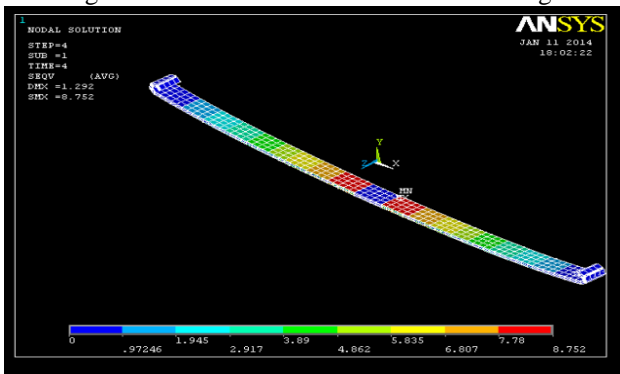 1
NODAL SOLUTION
STEP=4
SUB =1
TIME=4
SEQV (AVG)
DMX =1.292
SMX =8.752
ANSYS
JAN 11 2014
18:02:22
Y
Z
X
MN
0 1.945 3.89 5.835 7.78
.97246 2.917 4.862 6.807 8.752